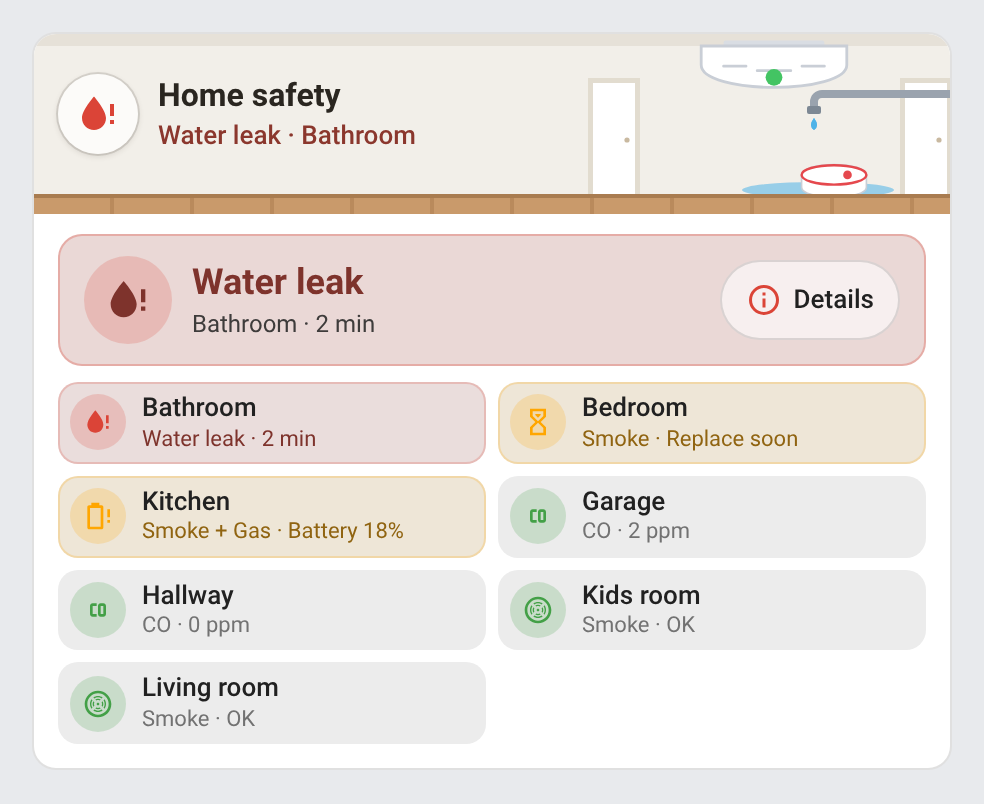 Home safety
Water leak · Bathroom
Water leak
Bathroom · 2 min
Details
Bathroom
Water leak · 2 min
Bedroom
Smoke · Replace soon
Kitchen
Smoke + Gas · Battery 18%
Garage
CO · 2 ppm
Hallway
CO · 0 ppm
Kids room
Smoke · OK
Living room
Smoke · OK